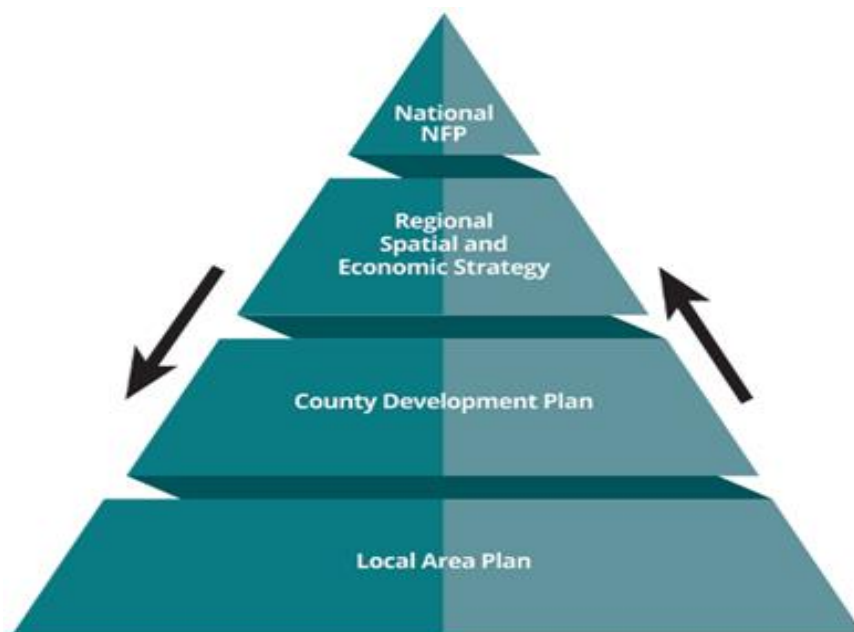 National
NFP
Regional
Spatial and
Economic Strategy
County Development Plan
Local Area Plan